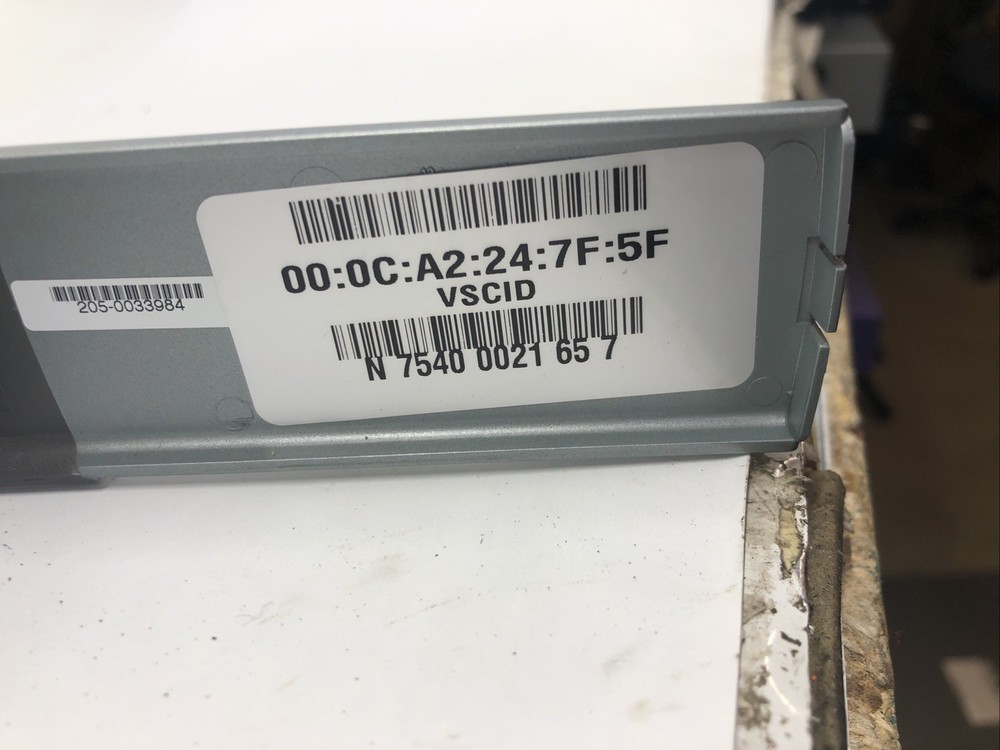 00:0C:A2:24:7F:5F
VSCID
N 7540 0021 65 7
205-0033984